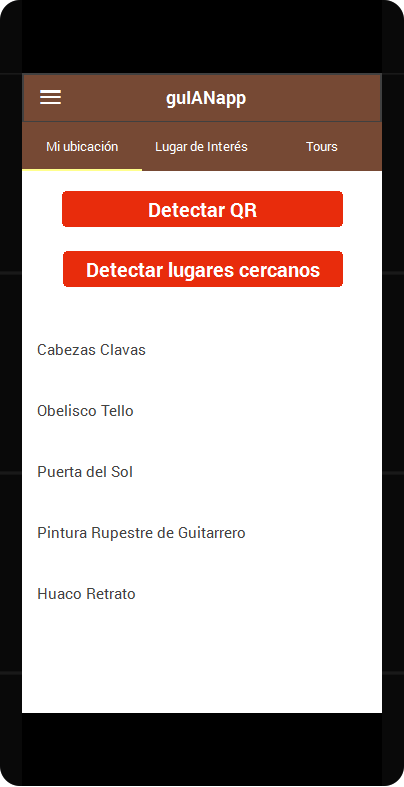 guIANapp
Mi ubicación
Lugar de Interés
Tours
Detectar QR
Detectar lugares cercanos
Cabezas Clavas
Obelisco Tello
Puerta del Sol
Pintura Rupestre de Guitarrero
Huaco Retrato